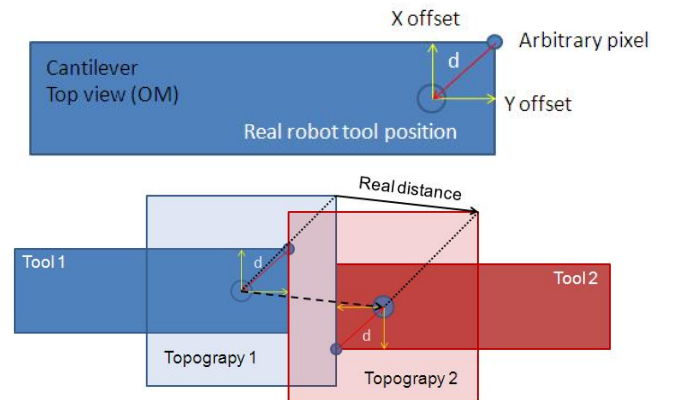 X offset
Arbitrary pixel
Cantilever
Top view (OM)
d
Y offset
Real robot tool position
Real distance
Tool 1
d
Tool 2
d
Topograpy 1
Topograpy 2